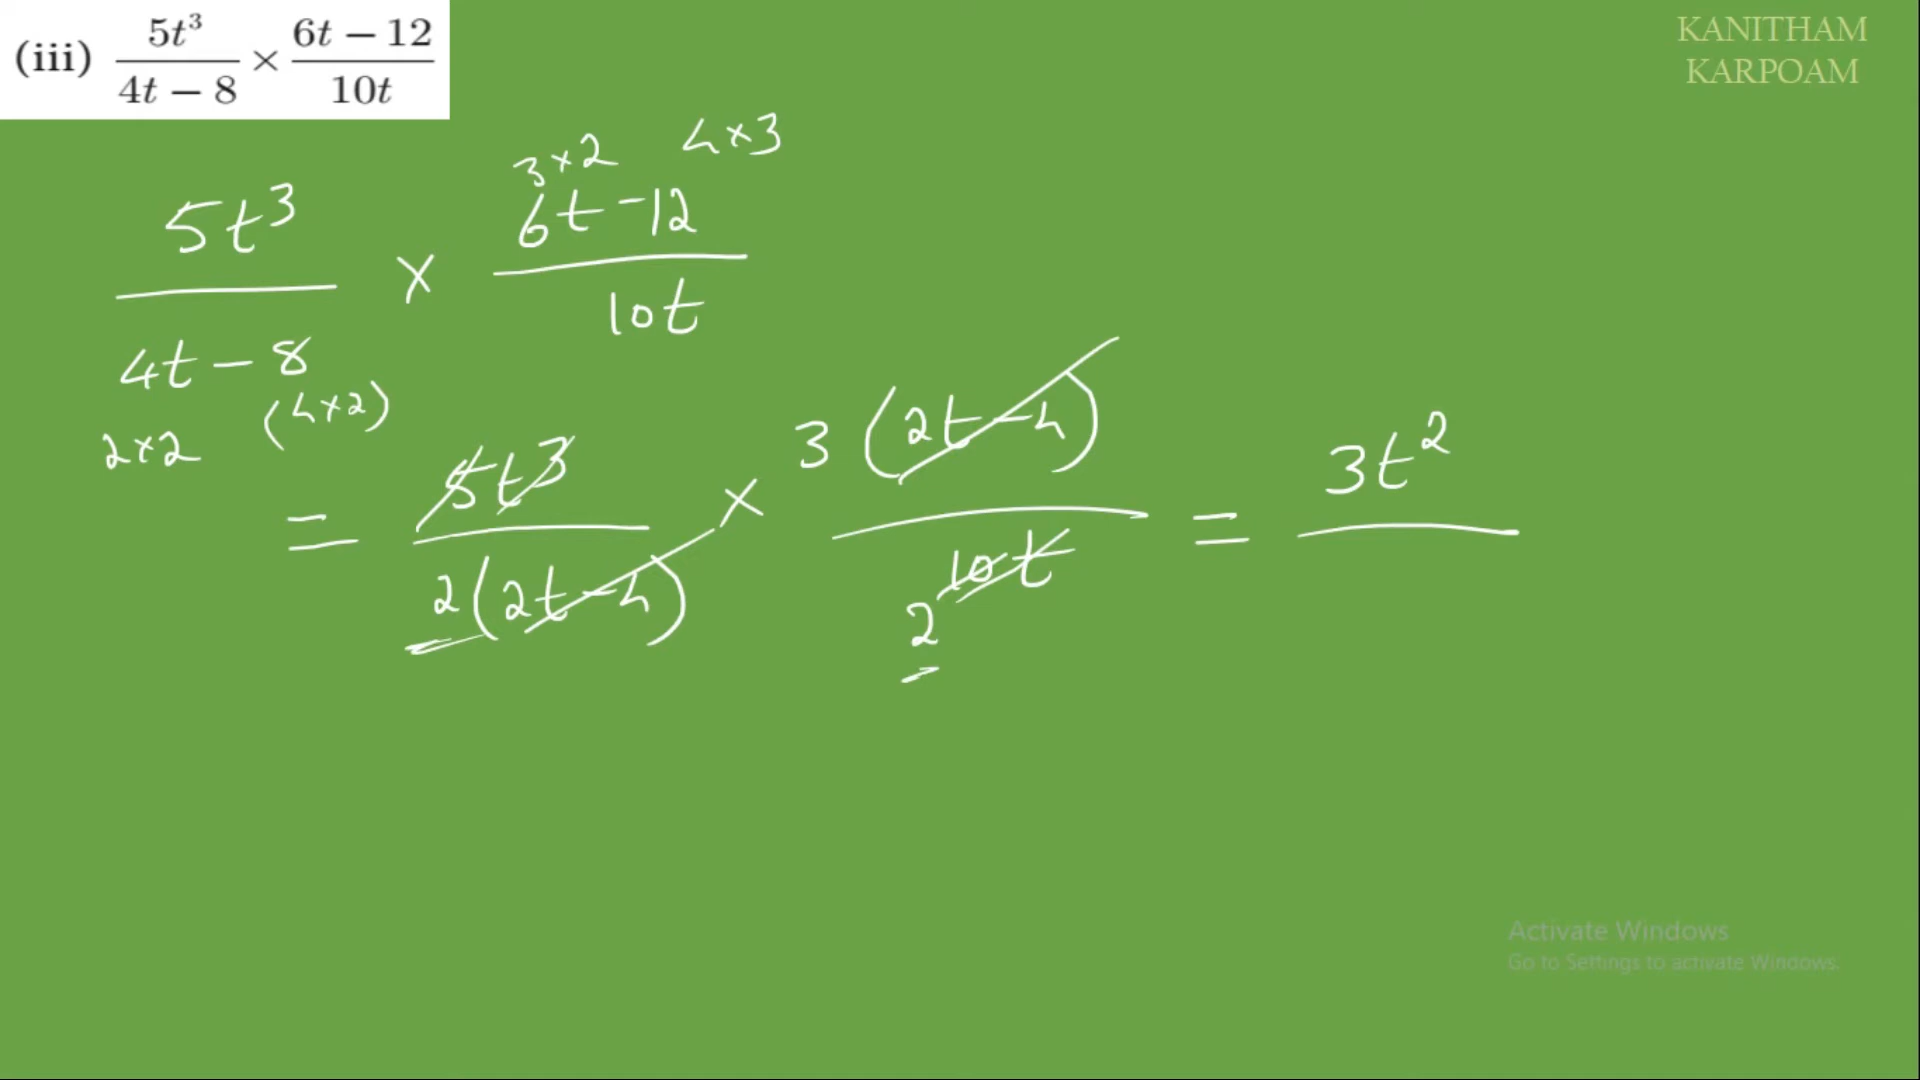 (iii) 5t³/(4t − 8) × (6t − 12)/10t
KANITHAM
KARPOAM
3×2 4×3
5t³/(4t − 8) × (6t − 12)/10t
2×2 (4×2)
= 5t³/2(2t − 4) × 3(2t − 4)/10t = 3t²/
2
Activate Windows
Go to Settings to activate Windows.